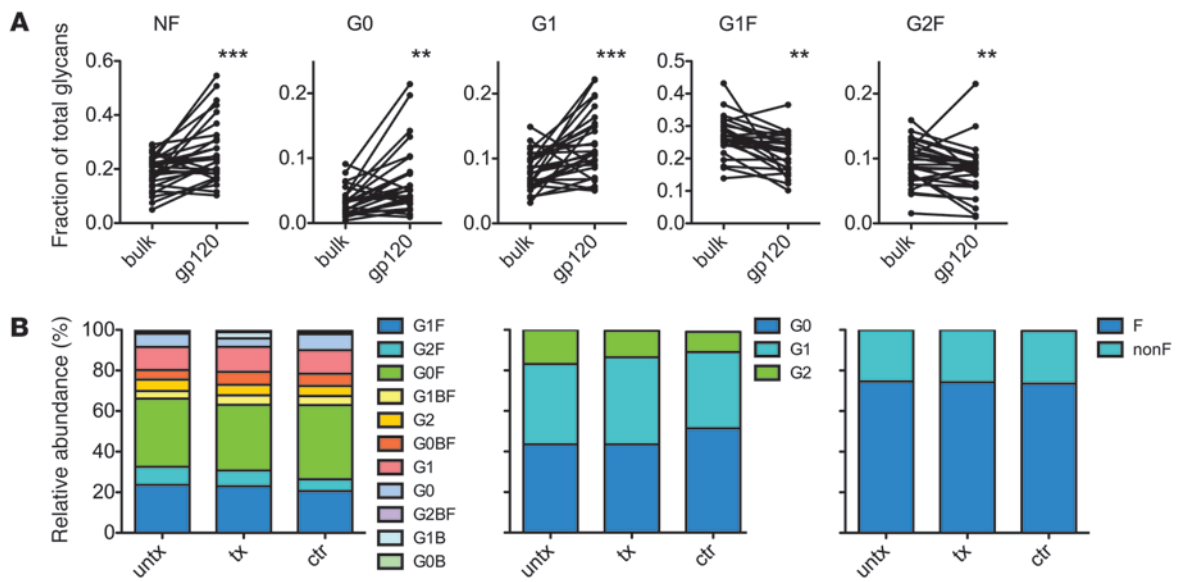 A
NF G0 G1 G1F G2F
Fraction of total glycans
0.6 0.4 0.2 0.0
***
bulk gp120
0.2 0.1 0.0
**
bulk gp120
0.2 0.1 0.0
***
bulk gp120
0.5 0.4 0.3 0.2 0.1 0.0
**
bulk gp120
0.2 0.1 0.0
**
bulk gp120
B
Relative abundance (%)
100 80 60 40 20 0
untx tx ctr
G1F
G2F
G0F
G1BF
G2
G0BF
G1
G0
G2BF
G1B
G0B
untx tx ctr
G0
G1
G2
untx tx ctr
F
nonF